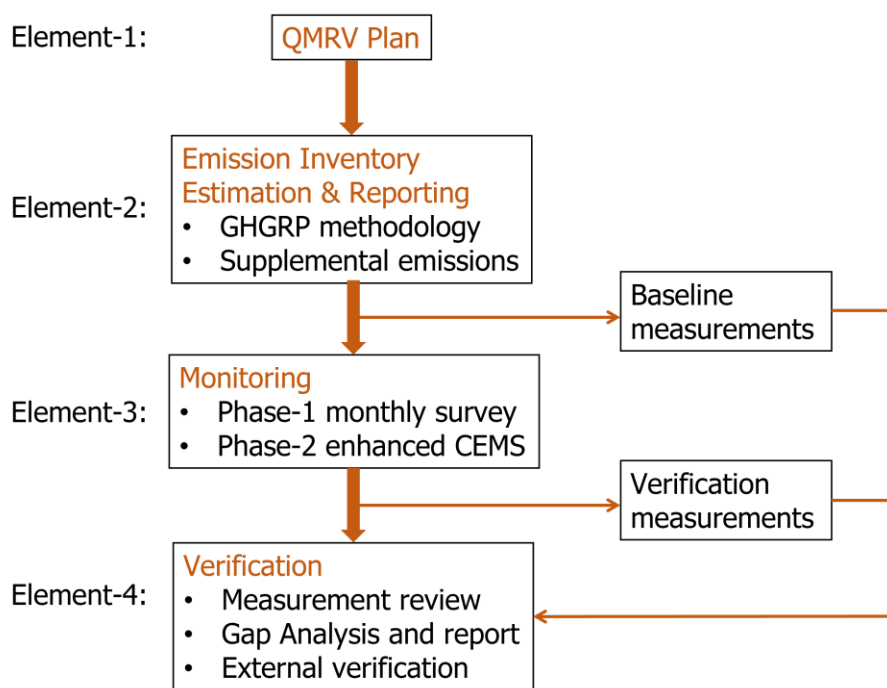 Element-1:
QMRV Plan
Element-2:
Emission Inventory
Estimation & Reporting
• GHGRP methodology
• Supplemental emissions
Baseline
measurements
Element-3:
Monitoring
• Phase-1 monthly survey
• Phase-2 enhanced CEMS
Verification
measurements
Element-4:
Verification
• Measurement review
• Gap Analysis and report
• External verification